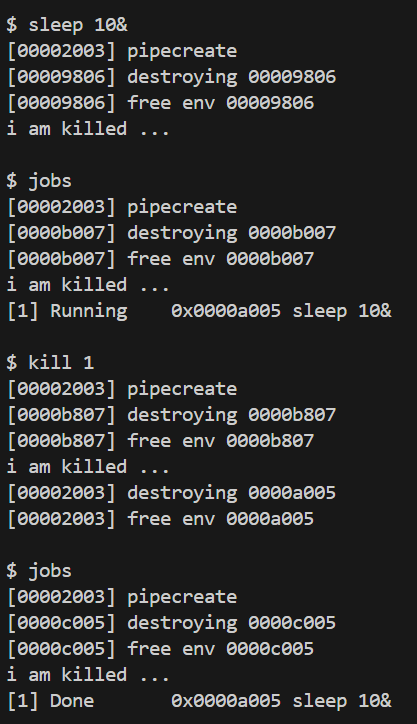 $ sleep 10&
[00002003] pipecreate
[00009806] destroying 00009806
[00009806] free env 00009806
i am killed ...
$ jobs
[00002003] pipecreate
[0000b007] destroying 0000b007
[0000b007] free env 0000b007
i am killed ...
[1] Running    0x0000a005 sleep 10&
$ kill 1
[00002003] pipecreate
[0000b807] destroying 0000b807
[0000b807] free env 0000b807
i am killed ...
[00002003] destroying 0000a005
[00002003] free env 0000a005
$ jobs
[00002003] pipecreate
[0000c005] destroying 0000c005
[0000c005] free env 0000c005
i am killed ...
[1] Done       0x0000a005 sleep 10&